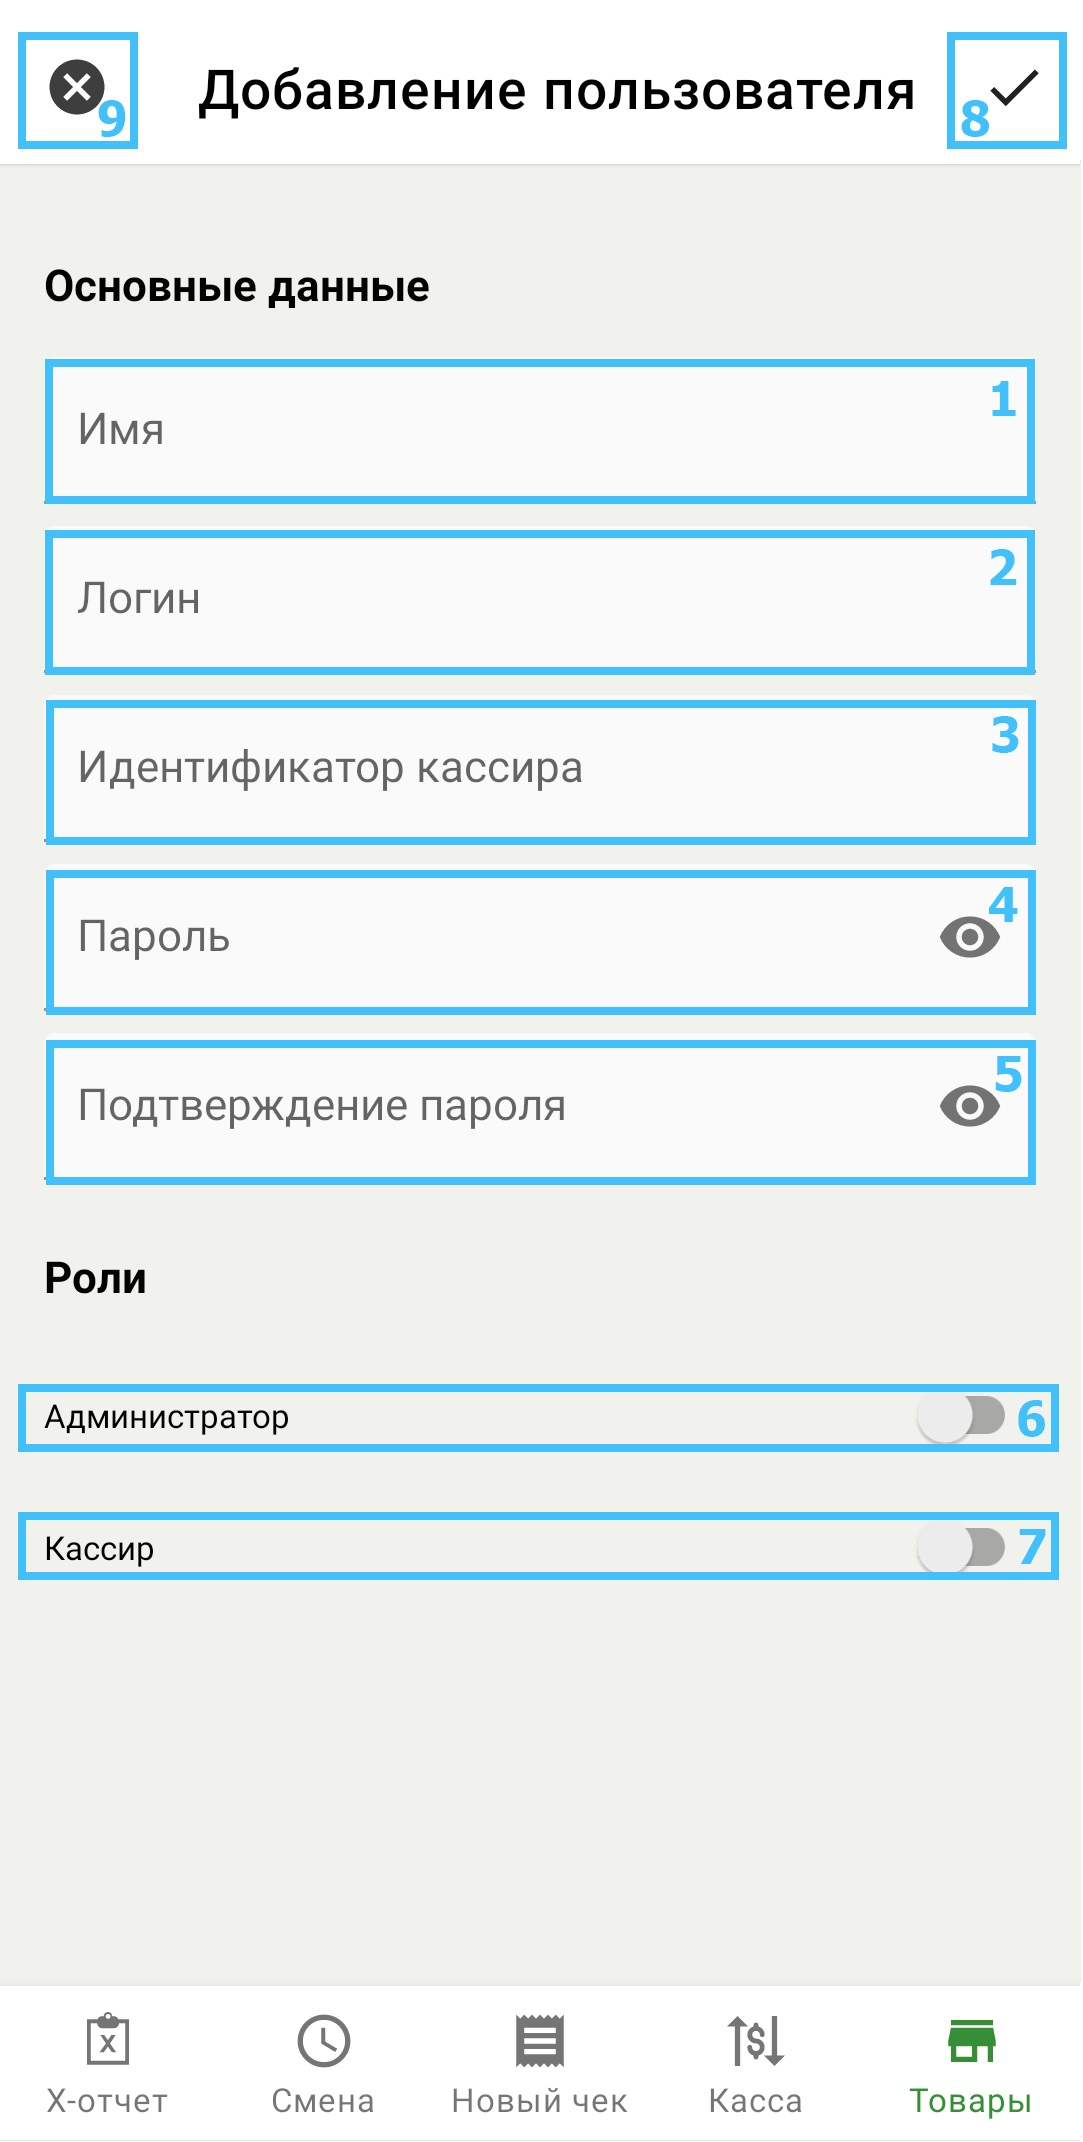 9 Добавление пользователя 8
Основные данные
Имя 1
Логин 2
Идентификатор кассира 3
Пароль 4
Подтверждение пароля 5
Роли
Администратор 6
Кассир 7
X
$
X-отчет Смена Новый чек Касса Товары